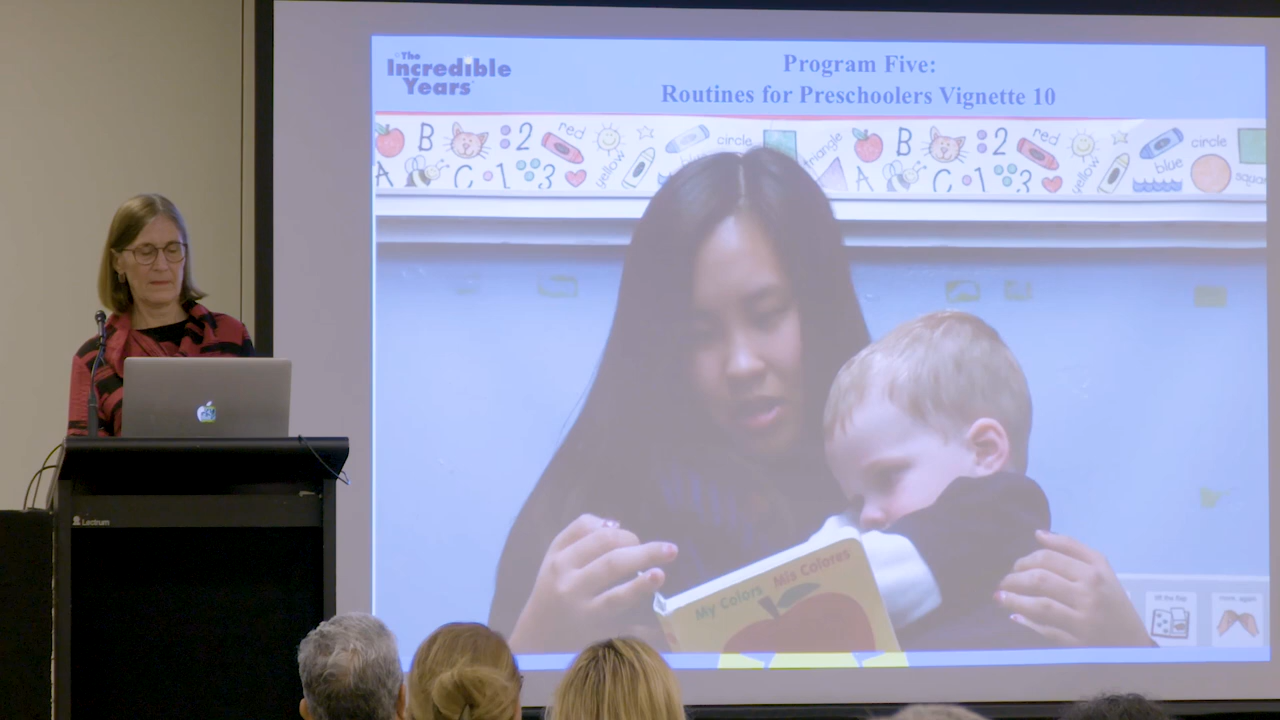 The
Incredible
Years
Program Five:
Routines for Preschoolers Vignette 10
B 2 red circle triangle B 2 red circle
A C 1 3 yellow A C 1 3 yellow blue
My Colors Mis Colores
Lectrum